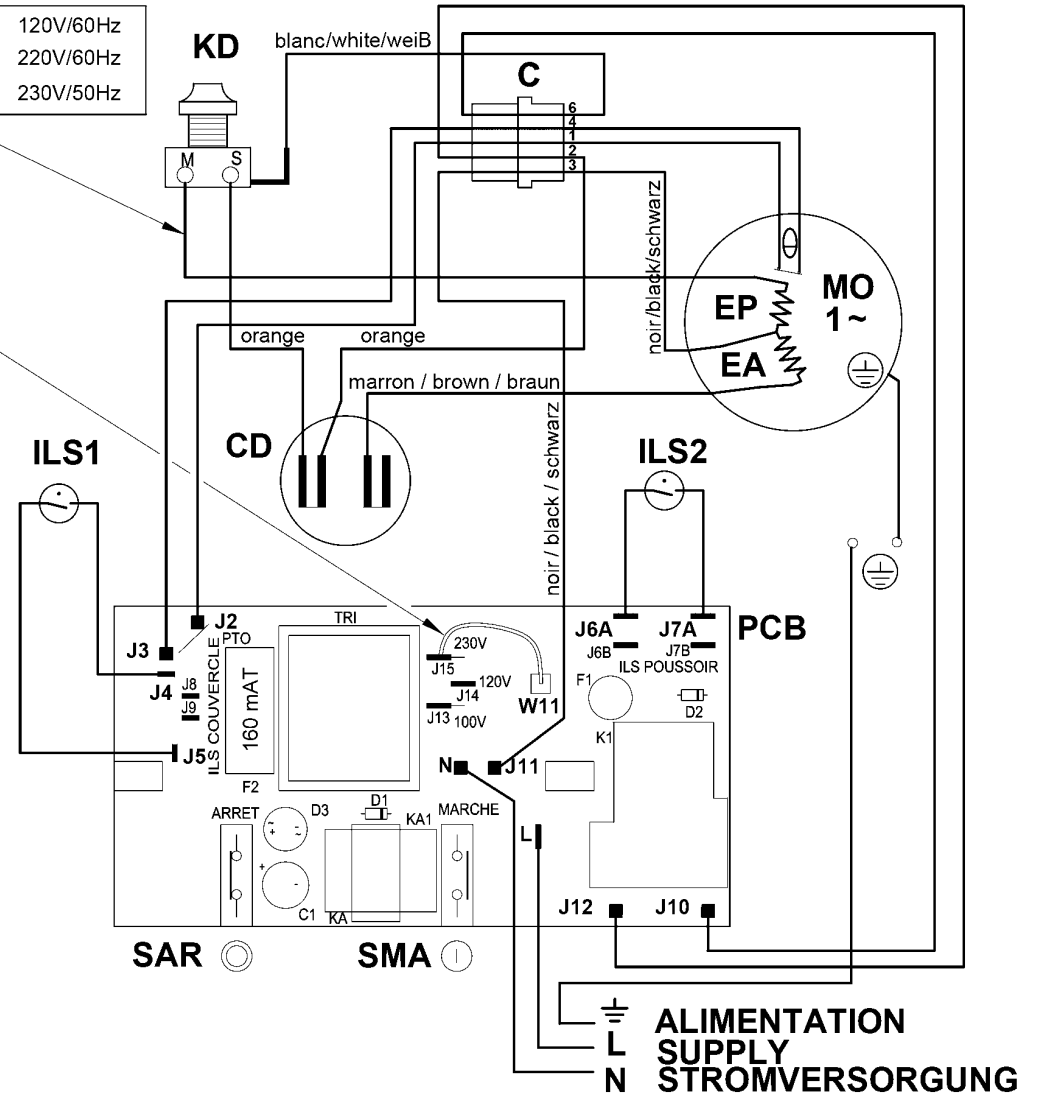 120V/60Hz
220V/60Hz
230V/50Hz
KD
blanc/white/weiB
C
6
4
1
2
3
M
S
noir/black/schwarz
MO
1~
EP
EA
orange
orange
marron / brown / braun
CD
ILS1
ILS2
noir / black / schwarz
J2
J3
J4
PTO
TRI
230V
J15
120V
J14
J13
100V
W11
J6A
J7A
PCB
J6B
J7B
ILS POUSSOIR
J8
J9
ILS COUVERCLE
160 mAT
F1
D2
K1
J5
N
J11
F2
ARRET
D3
D1
KA1
MARCHE
L
~
+
~
-
+
-
C1
KA
J12
J10
SAR
SMA
ALIMENTATION
L SUPPLY
N STROMVERSORGUNG